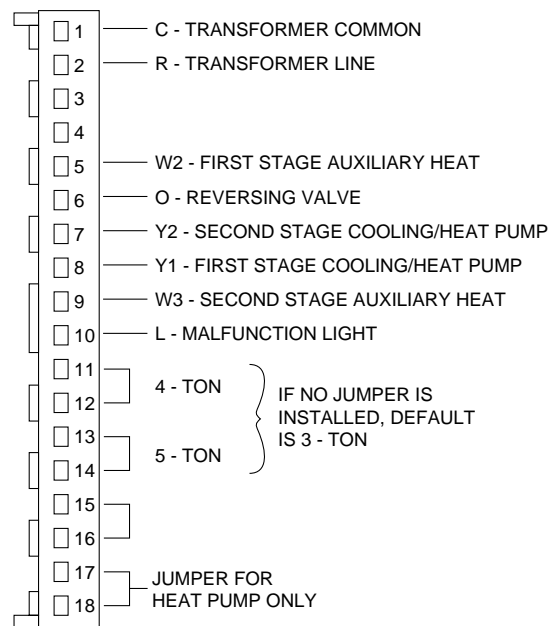 1 C - TRANSFORMER COMMON
2 R - TRANSFORMER LINE
3
4
5 W2 - FIRST STAGE AUXILIARY HEAT
6 O - REVERSING VALVE
7 Y2 - SECOND STAGE COOLING/HEAT PUMP
8 Y1 - FIRST STAGE COOLING/HEAT PUMP
9 W3 - SECOND STAGE AUXILIARY HEAT
10 L - MALFUNCTION LIGHT
11
4 - TON
12
13
5 - TON
14
IF NO JUMPER IS
INSTALLED, DEFAULT
IS 3 - TON
15
16
17
18
JUMPER FOR
HEAT PUMP ONLY